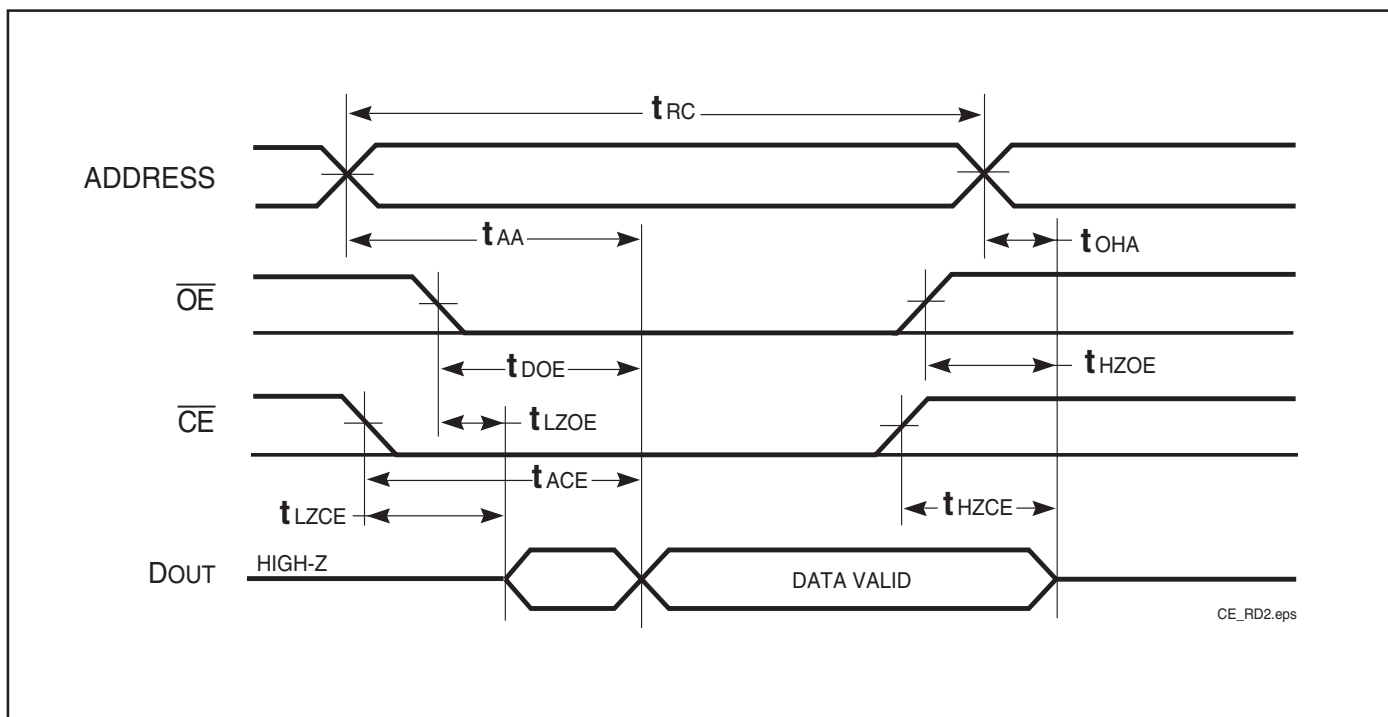 tRC
ADDRESS
tAA
tOHA
OE
tDOE
tHZOE
CE
tLZOE
tACE
tLZCE
tHZCE
DOUT
HIGH-Z
DATA VALID
CE_RD2.eps